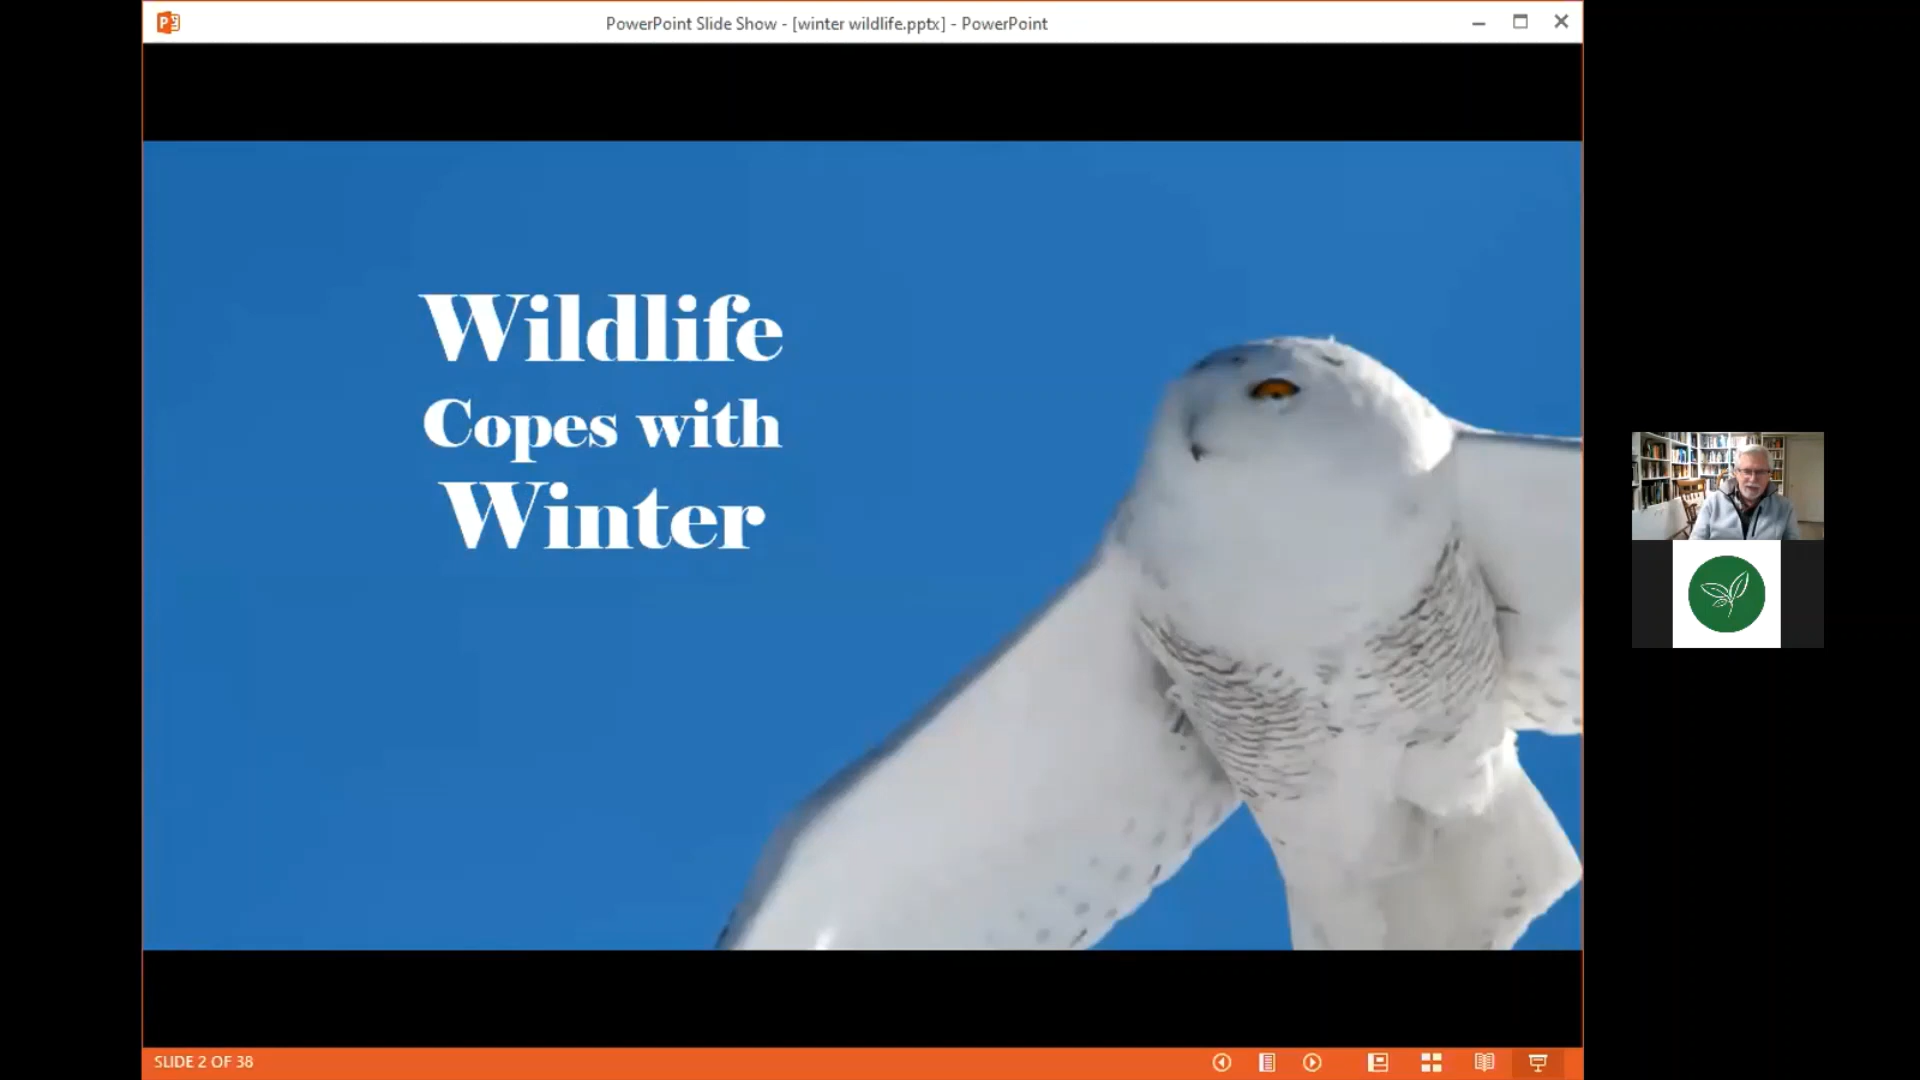 PowerPoint Slide Show - [winter wildlife.pptx] - PowerPoint
Wildlife
Copes with
Winter
SLIDE 2 OF 38